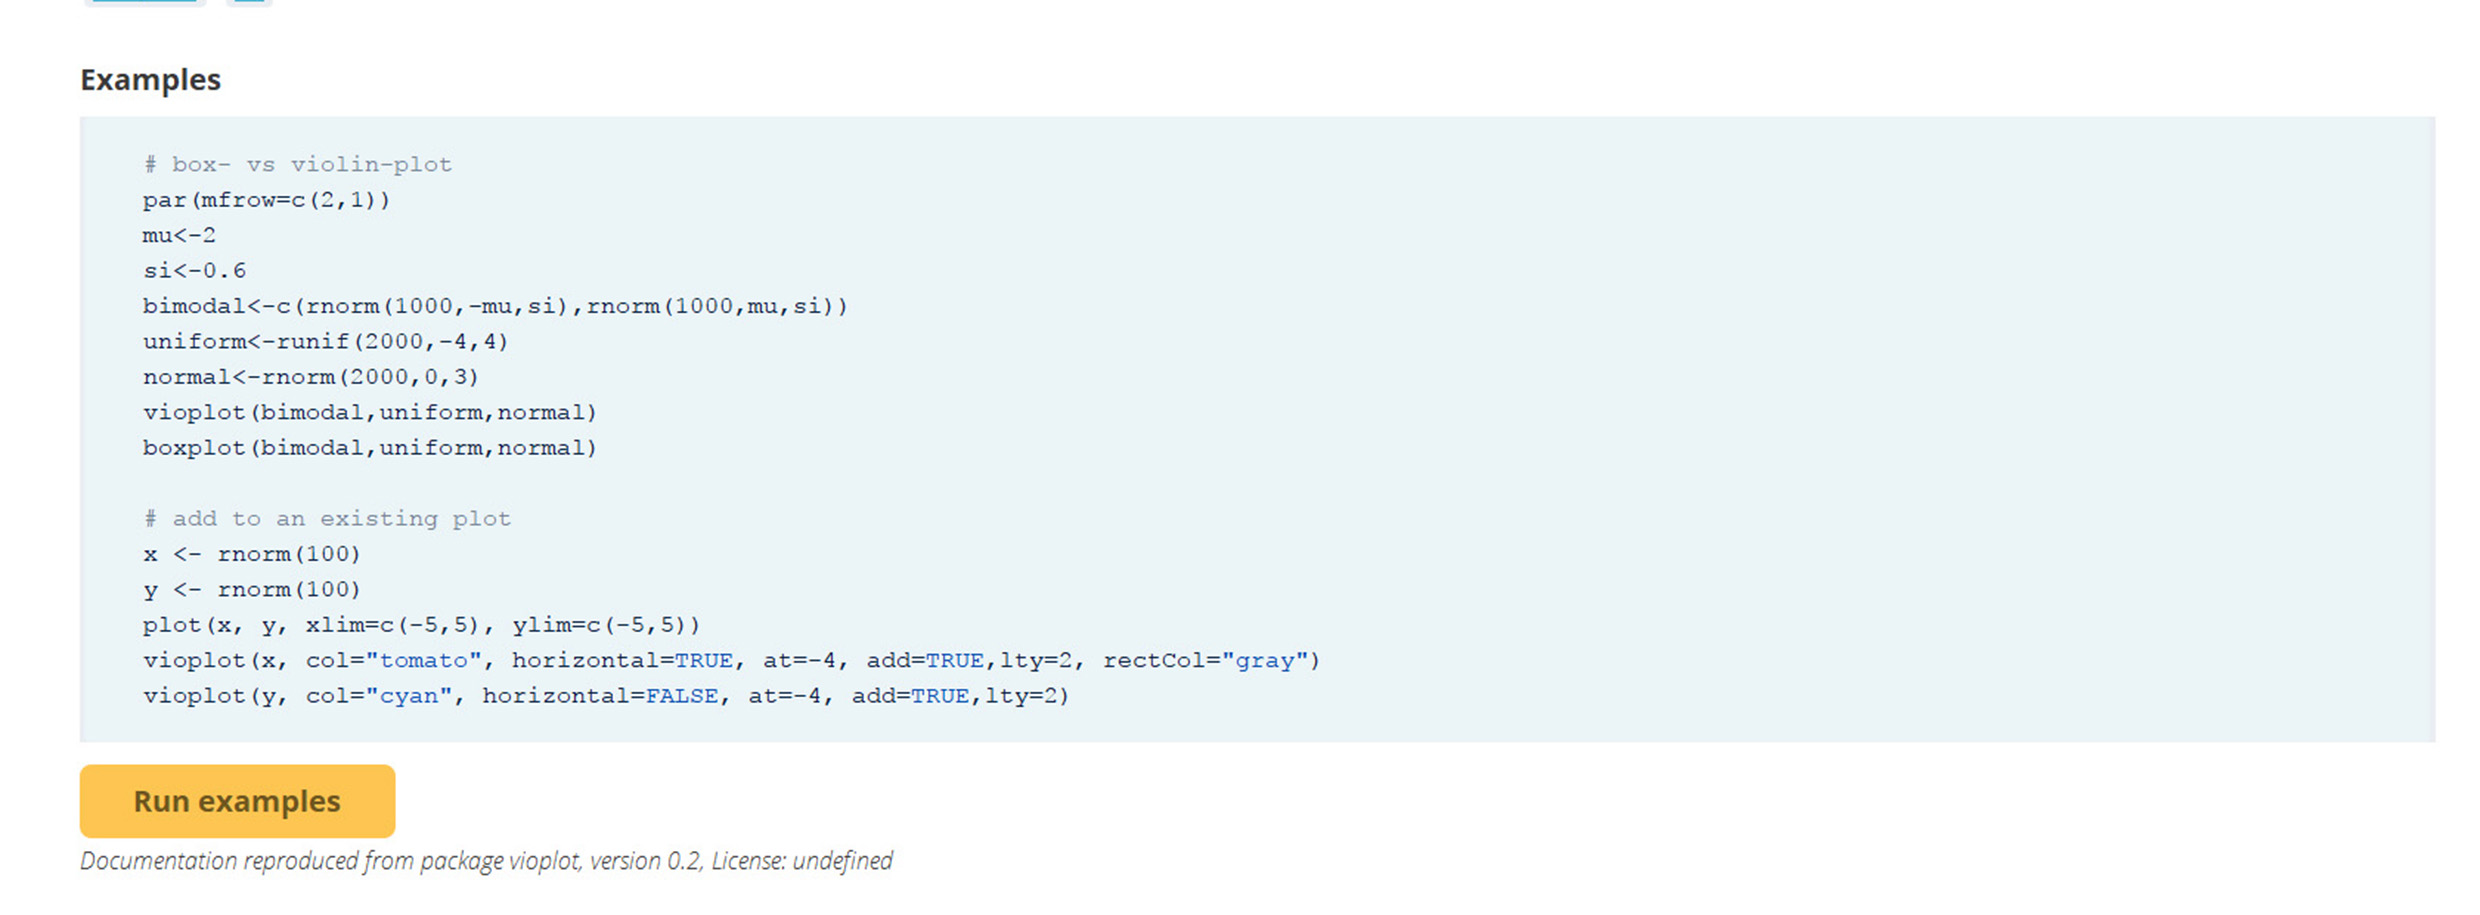 Examples
# box- vs violin-plot
par(mfrow=c(2,1))
mu<-2
si<-0.6
bimodal<-c(rnorm(1000,-mu,si),rnorm(1000,mu,si))
uniform<-runif(2000,-4,4)
normal<-rnorm(2000,0,3)
vioplot(bimodal,uniform,normal)
boxplot(bimodal,uniform,normal)
# add to an existing plot
x <- rnorm(100)
y <- rnorm(100)
plot(x, y, xlim=c(-5,5), ylim=c(-5,5))
vioplot(x, col="tomato", horizontal=TRUE, at=-4, add=TRUE,lty=2, rectCol="gray")
vioplot(y, col="cyan", horizontal=FALSE, at=-4, add=TRUE,lty=2)
Run examples
Documentation reproduced from package vioplot, version 0.2, License: undefined